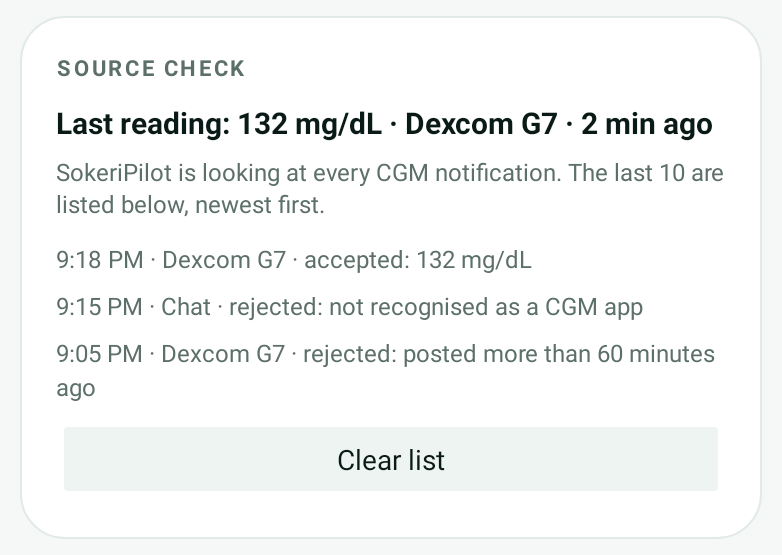 SOURCE CHECK
Last reading: 132 mg/dL · Dexcom G7 · 2 min ago
SokeriPilot is looking at every CGM notification. The last 10 are
listed below, newest first.
9:18 PM · Dexcom G7 · accepted: 132 mg/dL
9:15 PM · Chat · rejected: not recognised as a CGM app
9:05 PM · Dexcom G7 · rejected: posted more than 60 minutes
ago
Clear list